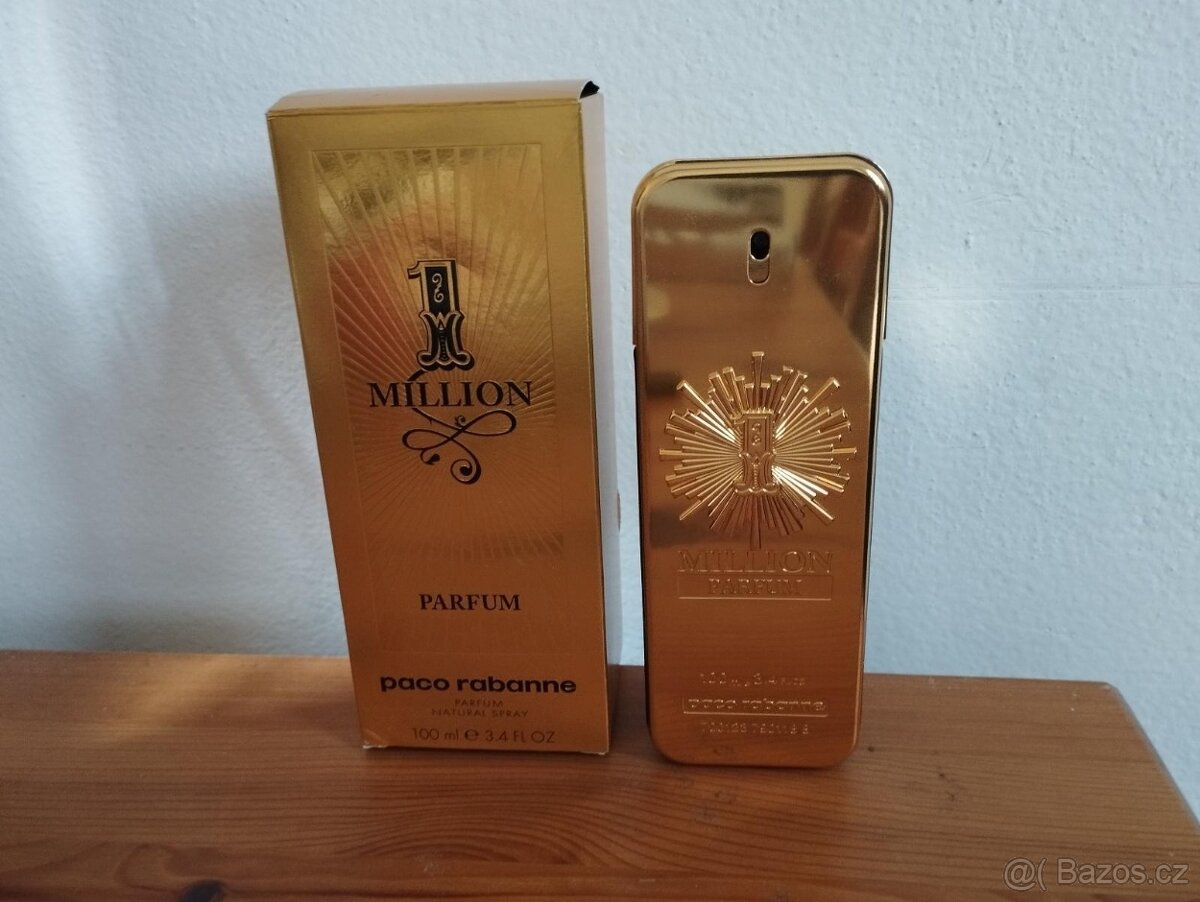 1
MILLION
PARFUM
paco rabanne
PARFUM
NATURAL SPRAY
100 ml e 3.4 FL OZ
1
MILLION
PARFUM
paco rabanne
@( Bazos.cz